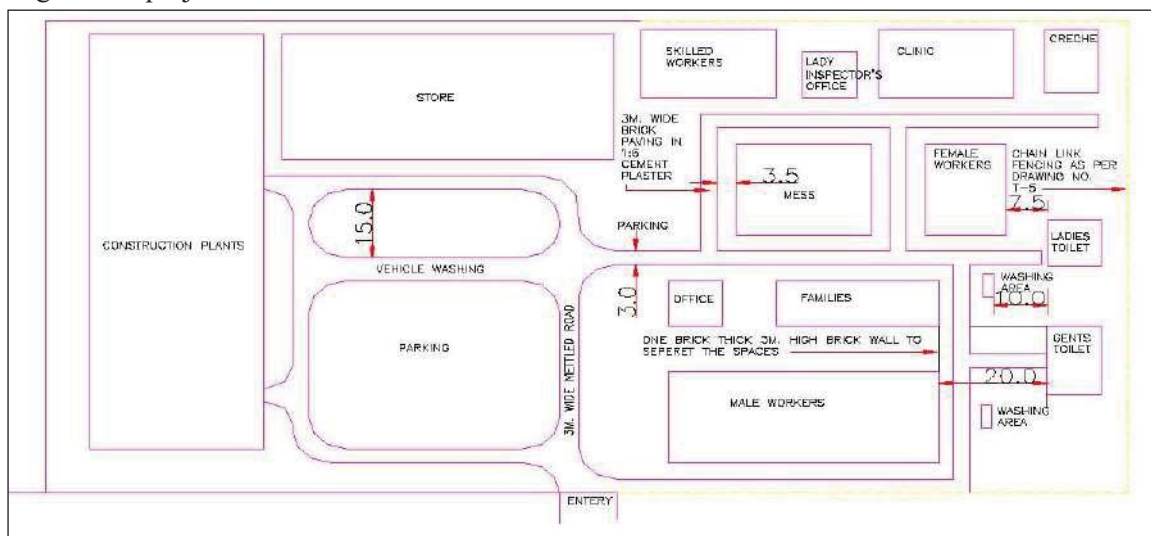 SKILLED
WORKERS
LADY
INSPECTOR'S
OFFICE
CLINIC
CRECHE
STORE
3M. WIDE
BRICK
PAVING IN
1:6
CEMENT
PLASTER
3.5
MESS
FEMALE
WORKERS
CHAIN LINK
FENCING AS PER
DRAWING NO.
T-5
7.5
CONSTRUCTION PLANTS
15.0
VEHICLE WASHING
PARKING
LADIES
TOILET
3.0
OFFICE
FAMILIES
WASHING
AREA
10.0
PARKING
3M. WIDE METTLED ROAD
ONE BRICK THICK 3M. HIGH BRICK WALL TO
SEPERET THE SPACES
GENTS
TOILET
20.0
MALE WORKERS
WASHING
AREA
ENTERY